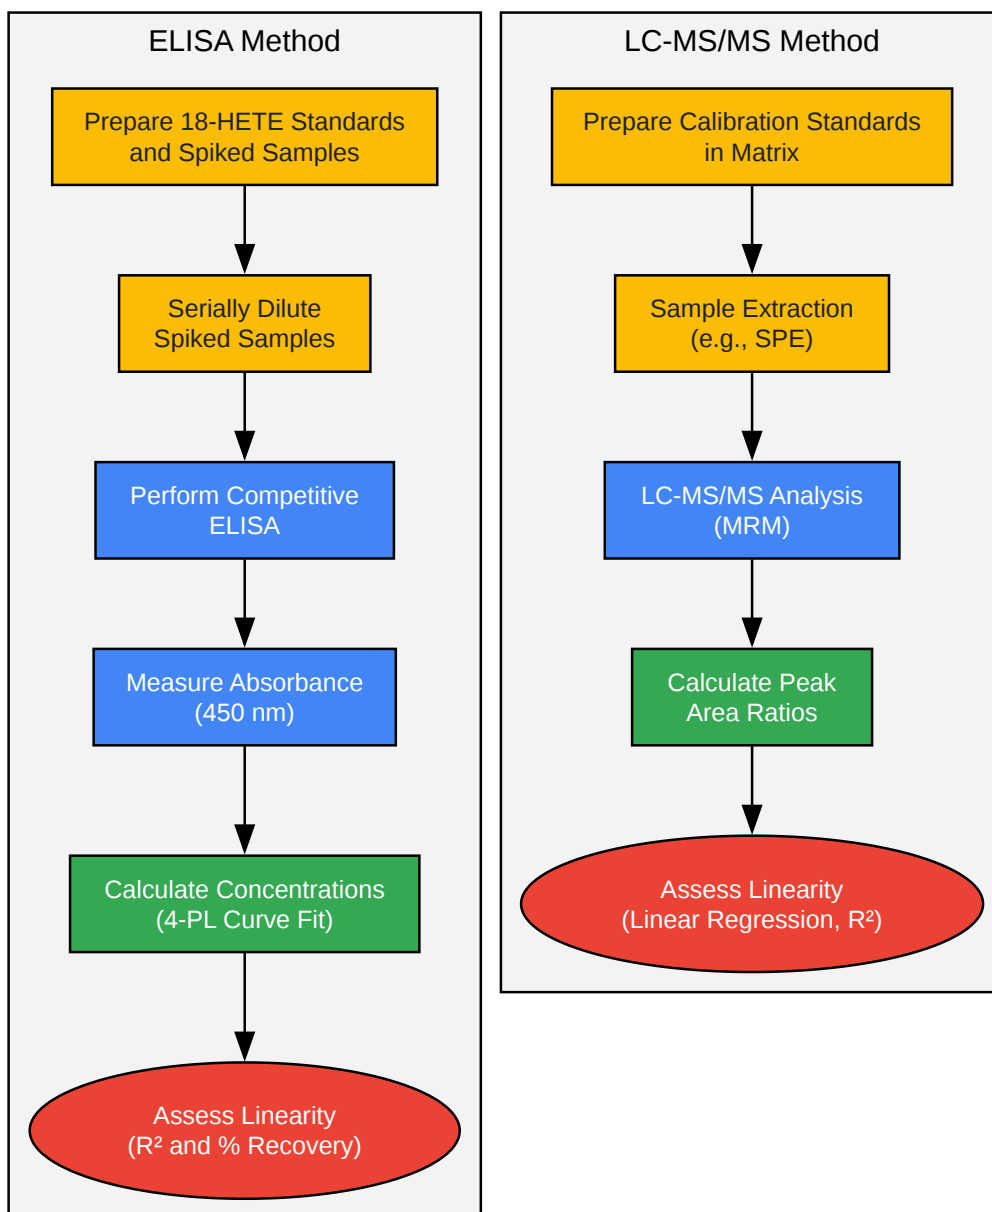 ELISA Method
Prepare 18-HETE Standards
and Spiked Samples
Serially Dilute
Spiked Samples
Perform Competitive
ELISA
Measure Absorbance
(450 nm)
Calculate Concentrations
(4-PL Curve Fit)
Assess Linearity
(R² and % Recovery)
LC-MS/MS Method
Prepare Calibration Standards
in Matrix
Sample Extraction
(e.g., SPE)
LC-MS/MS Analysis
(MRM)
Calculate Peak
Area Ratios
Assess Linearity
(Linear Regression, R²)